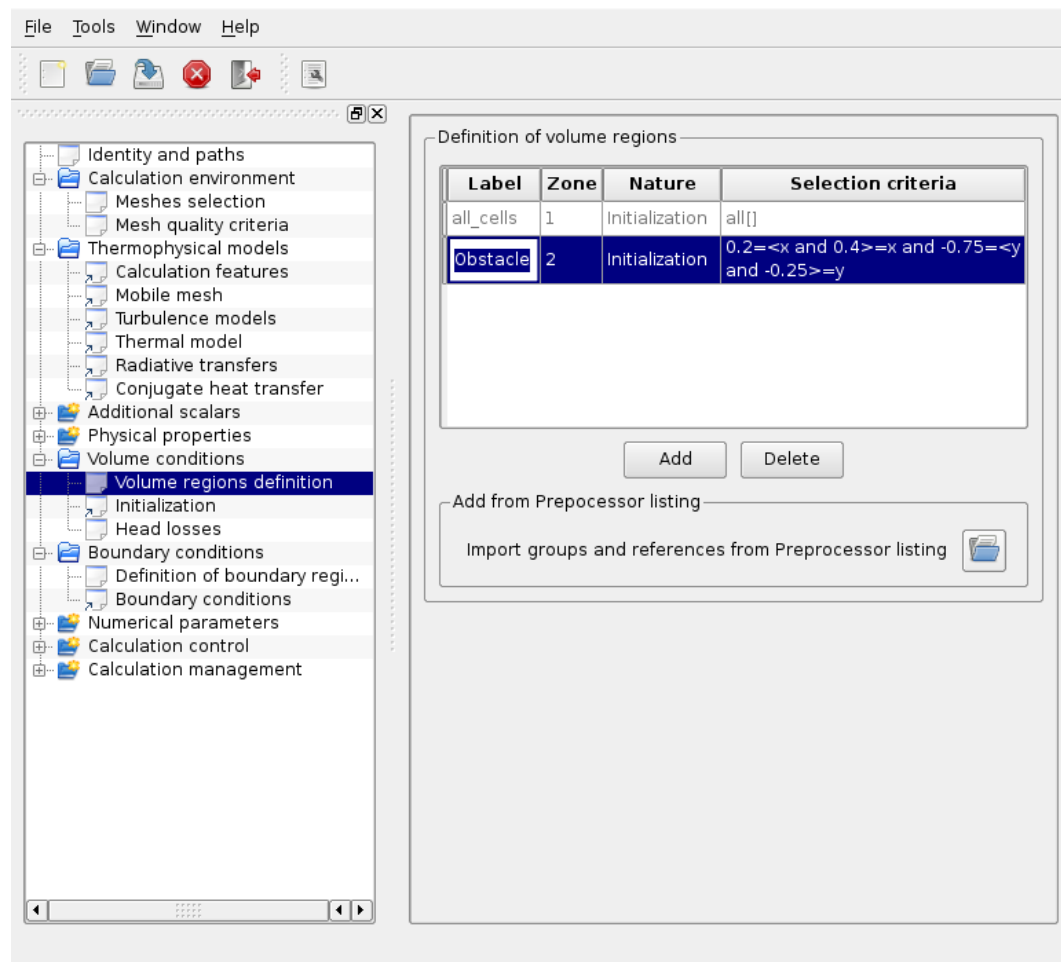 File Tools Window Help
Identity and paths
Calculation environment
Meshes selection
Mesh quality criteria
Thermophysical models
Calculation features
Mobile mesh
Turbulence models
Thermal model
Radiative transfers
Conjugate heat transfer
Additional scalars
Physical properties
Volume conditions
Volume regions definition
Initialization
Head losses
Boundary conditions
Definition of boundary regi...
Boundary conditions
Numerical parameters
Calculation control
Calculation management
Definition of volume regions
Label Zone Nature Selection criteria
all_cells 1 Initialization all[]
Obstacle 2 Initialization 0.2=<x and 0.4>=x and -0.75=<y
and -0.25>=y
Add Delete
Add from Prepocessor listing
Import groups and references from Preprocessor listing